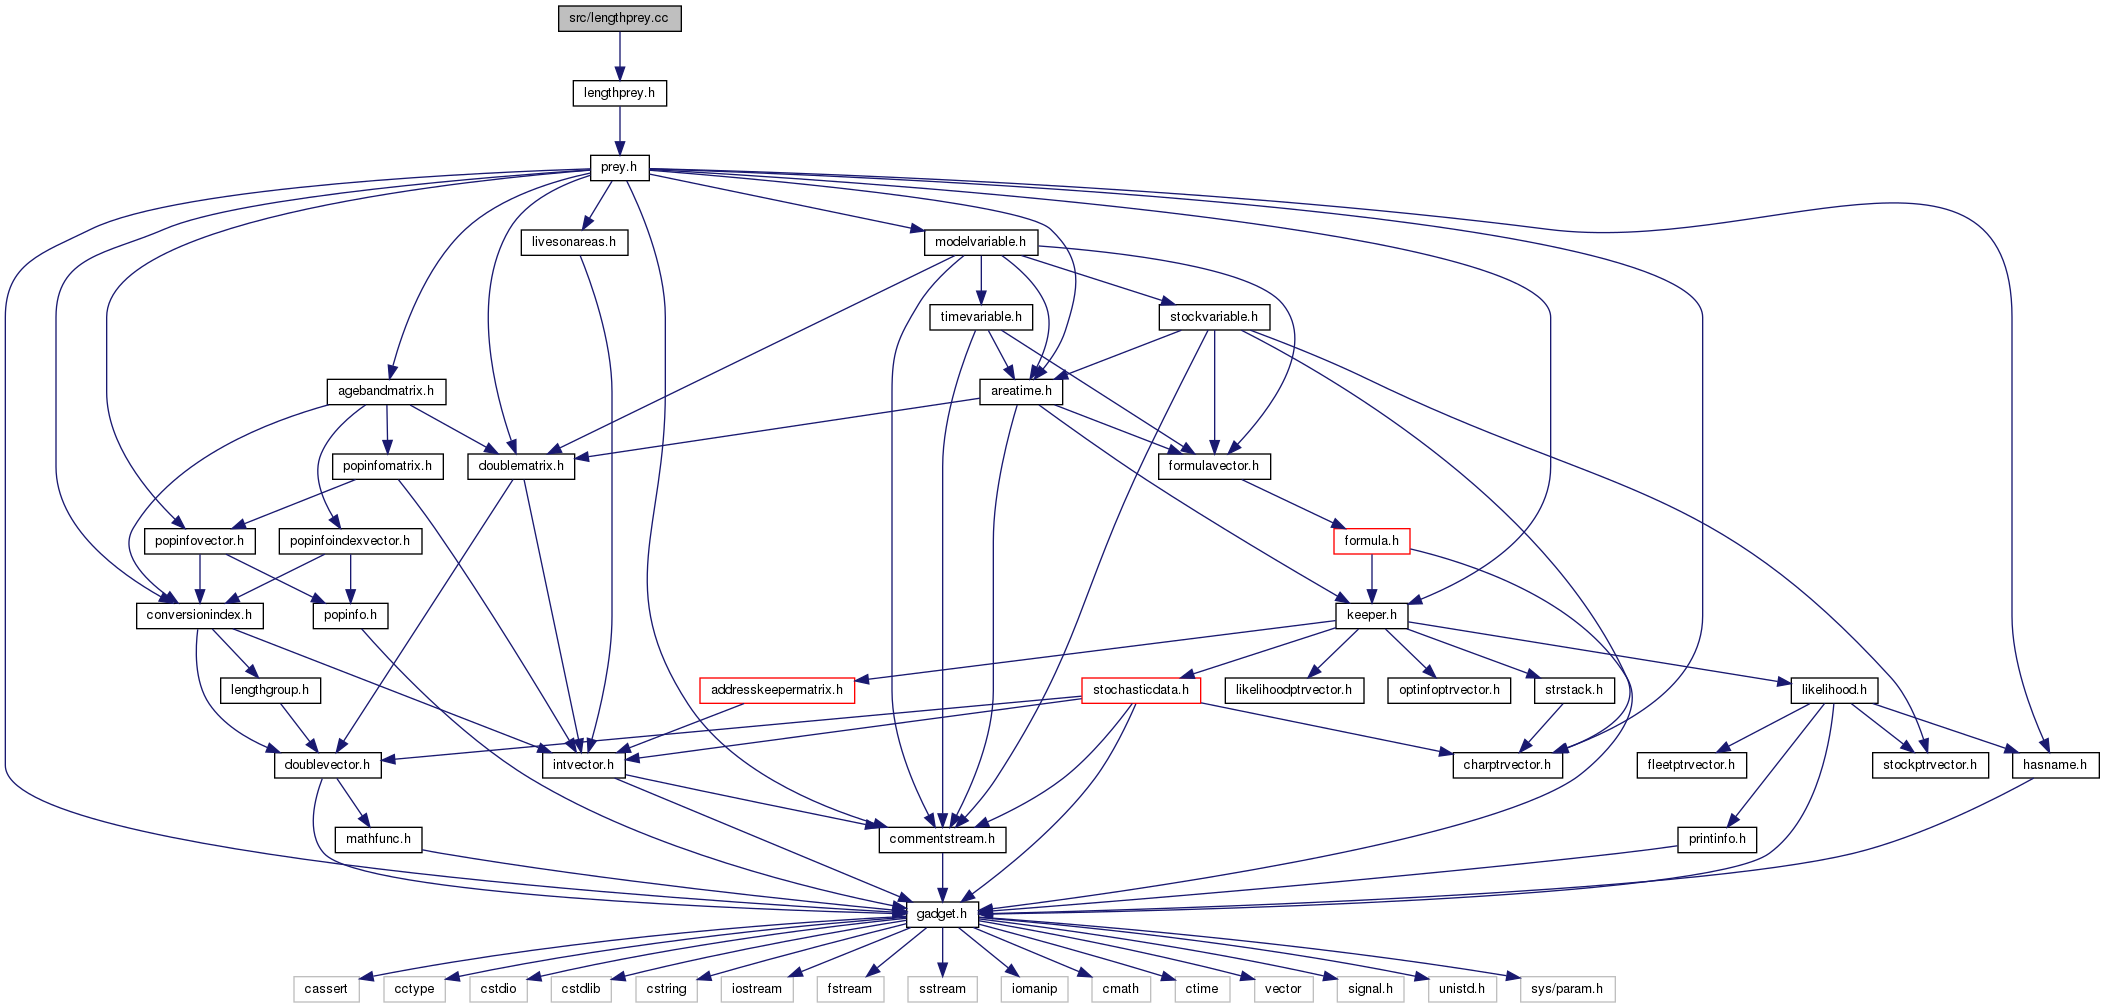 src/lengthprey.cc
lengthprey.h
prey.h
livesonareas.h
modelvariable.h
timevariable.h
stockvariable.h
agebandmatrix.h
areatime.h
popinfomatrix.h
doublematrix.h
formulavector.h
popinfovector.h
popinfoindexvector.h
formula.h
conversionindex.h
popinfo.h
keeper.h
lengthgroup.h
addresskeepermatrix.h
stochasticdata.h
likelihoodptrvector.h
optinfoptrvector.h
strstack.h
likelihood.h
doublevector.h
intvector.h
charptrvector.h
fleetptrvector.h
stockptrvector.h
hasname.h
mathfunc.h
commentstream.h
printinfo.h
gadget.h
cassert
cctype
cstdio
cstdlib
cstring
iostream
fstream
sstream
iomanip
cmath
ctime
vector
signal.h
unistd.h
sys/param.h